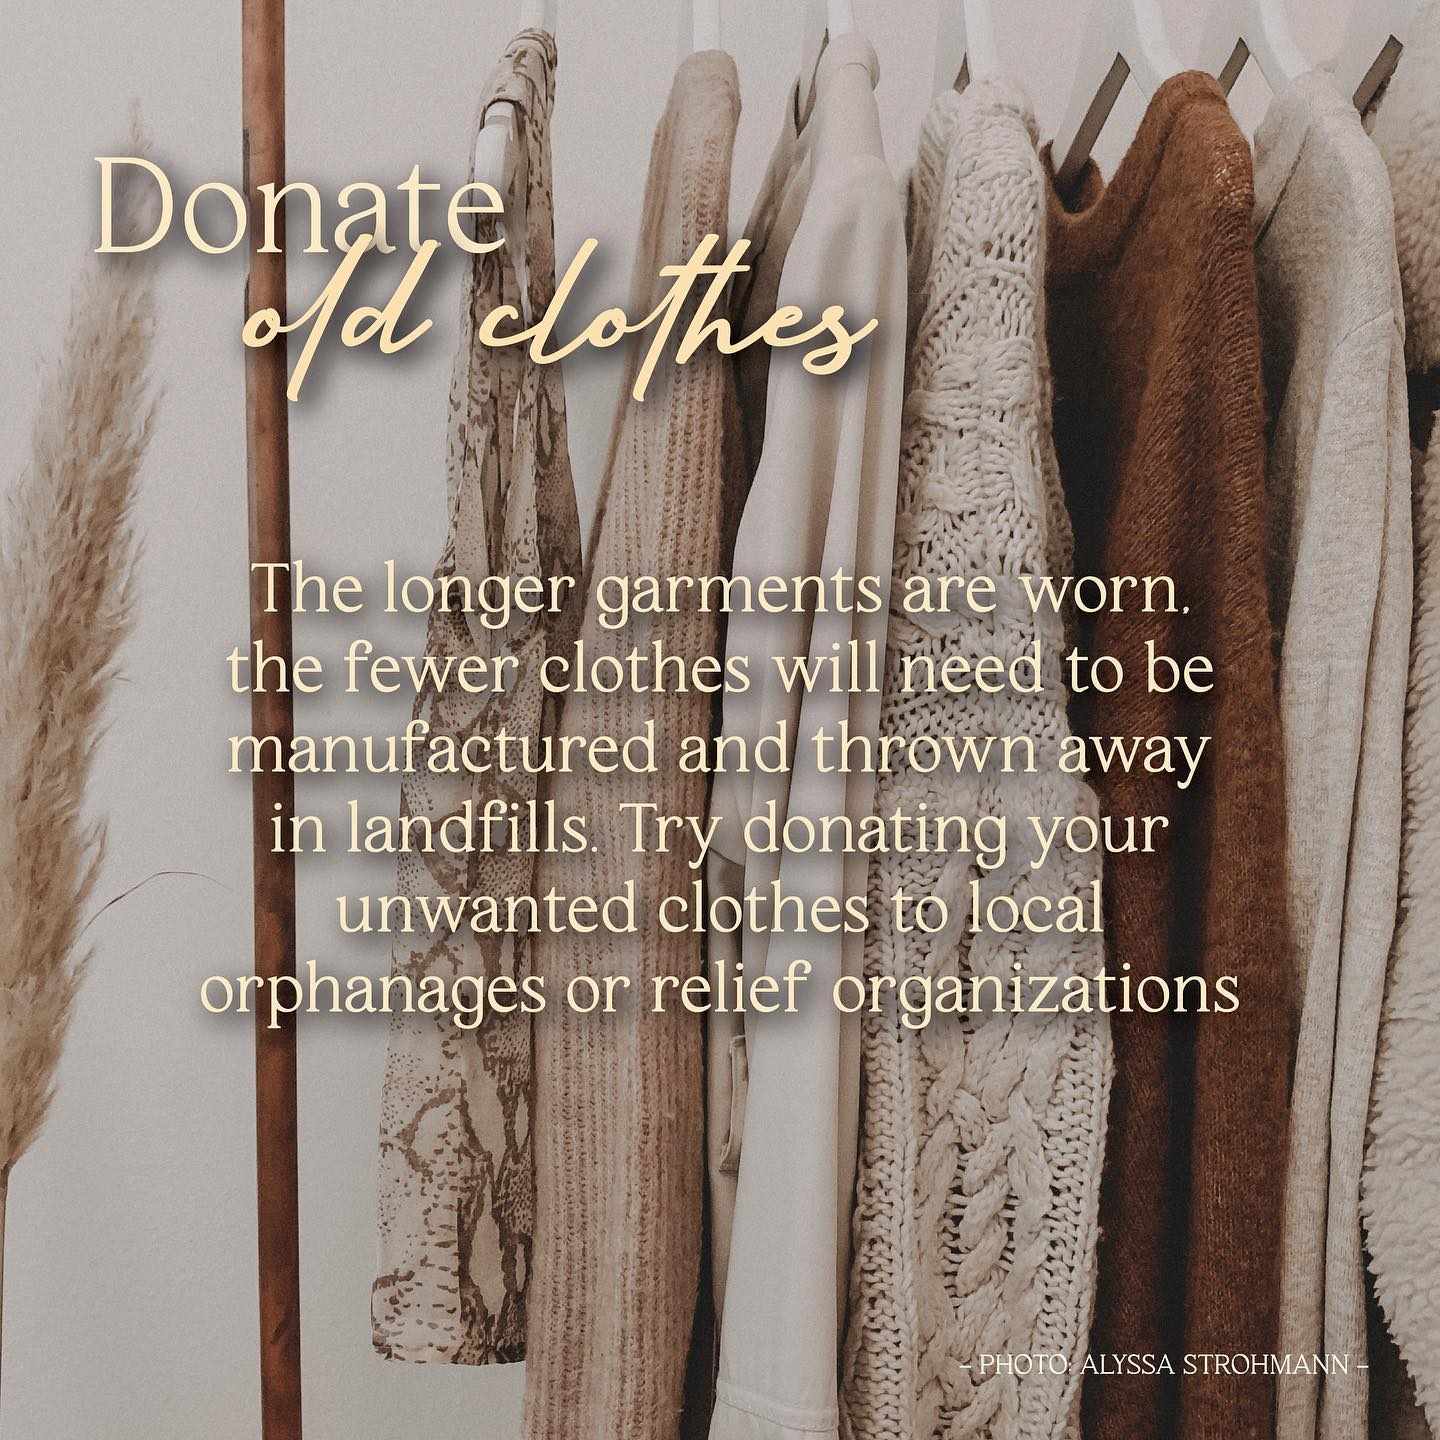 Donate
old clothes
The longer garments are worn,
the fewer clothes will need to be
manufactured and thrown away
in landfills. Try donating your
unwanted clothes to local
orphanages or relief organizations
- PHOTO: ALYSSA STROHMANN -